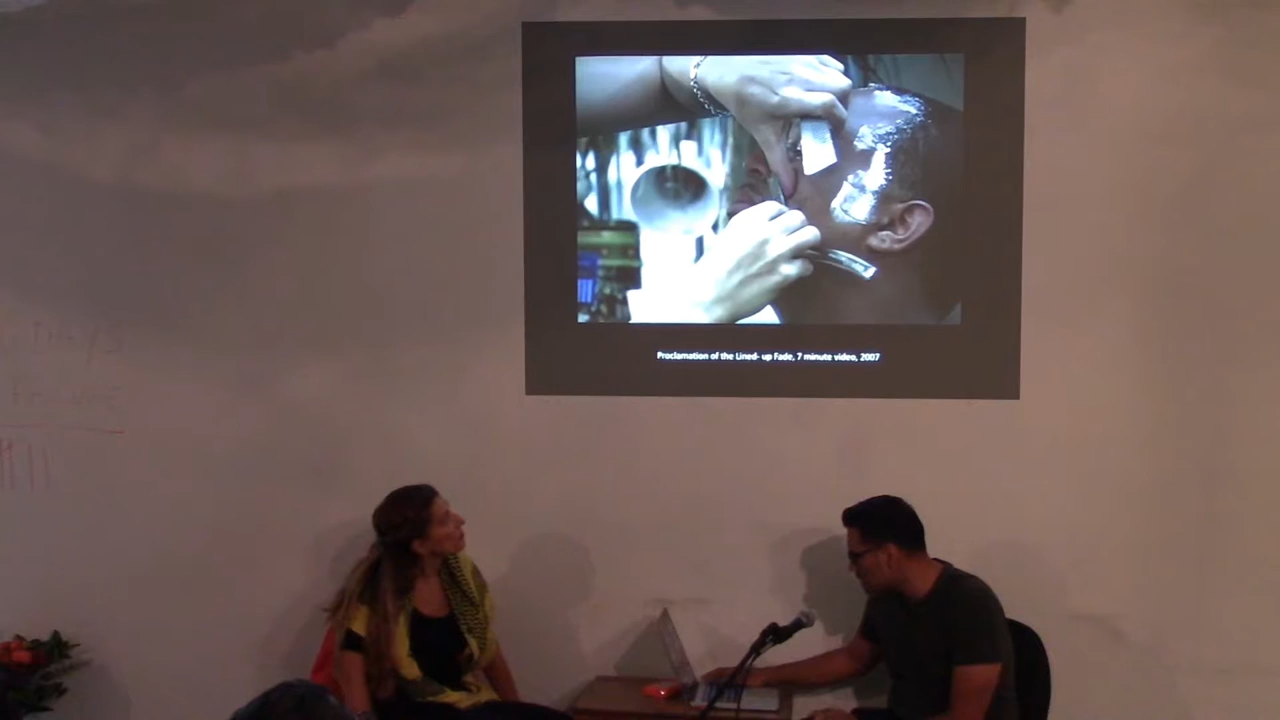 Proclamation of the Lined- up Fade, 7 minute video, 2007